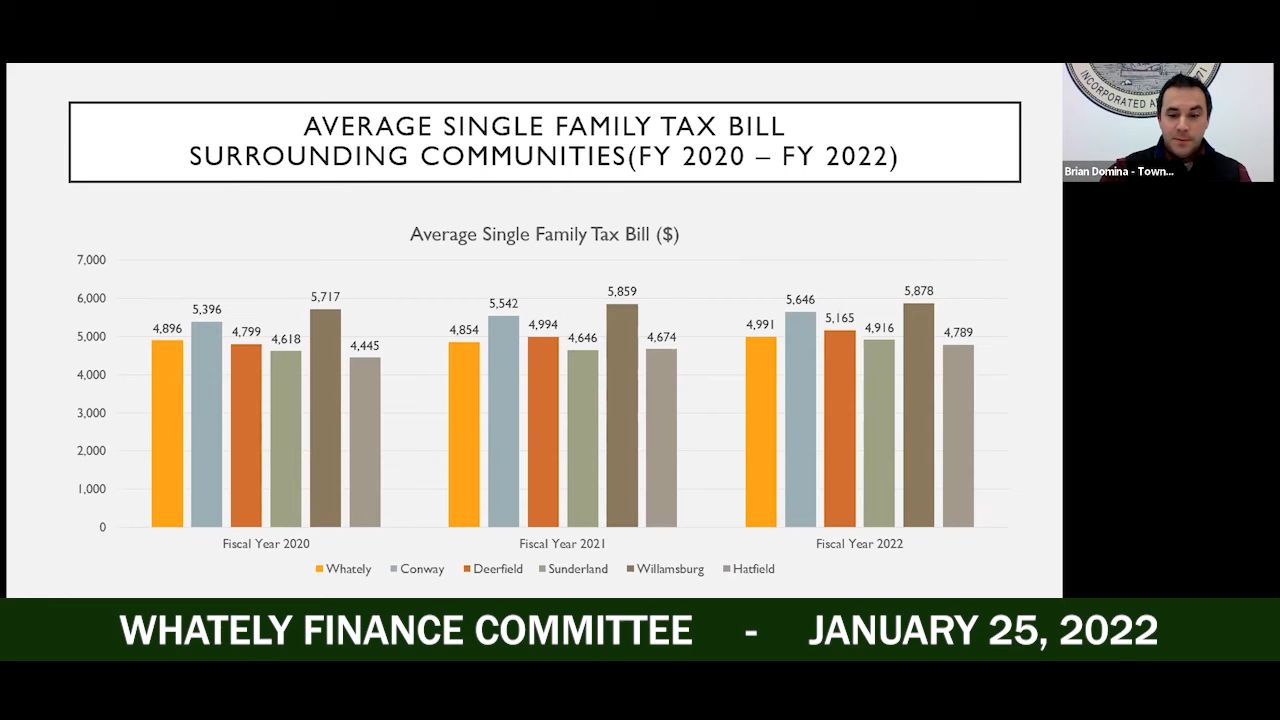 AVERAGE SINGLE FAMILY TAX BILL
SURROUNDING COMMUNITIES(FY 2020 – FY 2022)
INCORPORATED
71
Brian Domina - Town...
Average Single Family Tax Bill ($)
7,000
6,000
5,000
4,000
3,000
2,000
1,000
0
4,896
5,396
4,799
4,618
5,717
4,445
4,854
5,542
4,994
4,646
5,859
4,674
4,991
5,646
5,165
4,916
5,878
4,789
Fiscal Year 2020
Fiscal Year 2021
Fiscal Year 2022
Whately Conway Deerfield Sunderland Willamsburg Hatfield
WHATELY FINANCE COMMITTEE - JANUARY 25, 2022